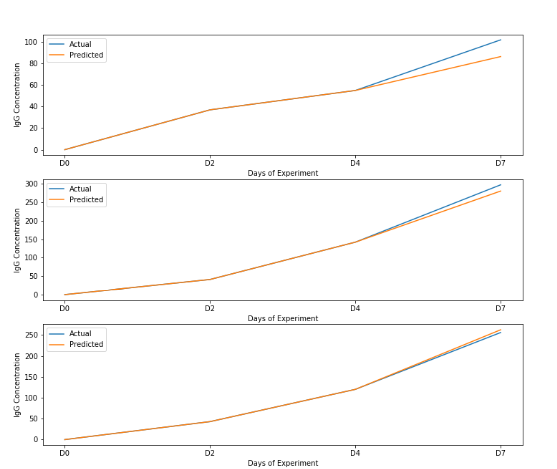 100
80
60
40
20
0
IgG Concentration
Actual
Predicted
D0 D2 D4 D7
Days of Experiment
300
250
200
150
100
50
0
IgG Concentration
Actual
Predicted
D0 D2 D4 D7
Days of Experiment
250
200
150
100
50
0
IgG Concentration
Actual
Predicted
D0 D2 D4 D7
Days of Experiment